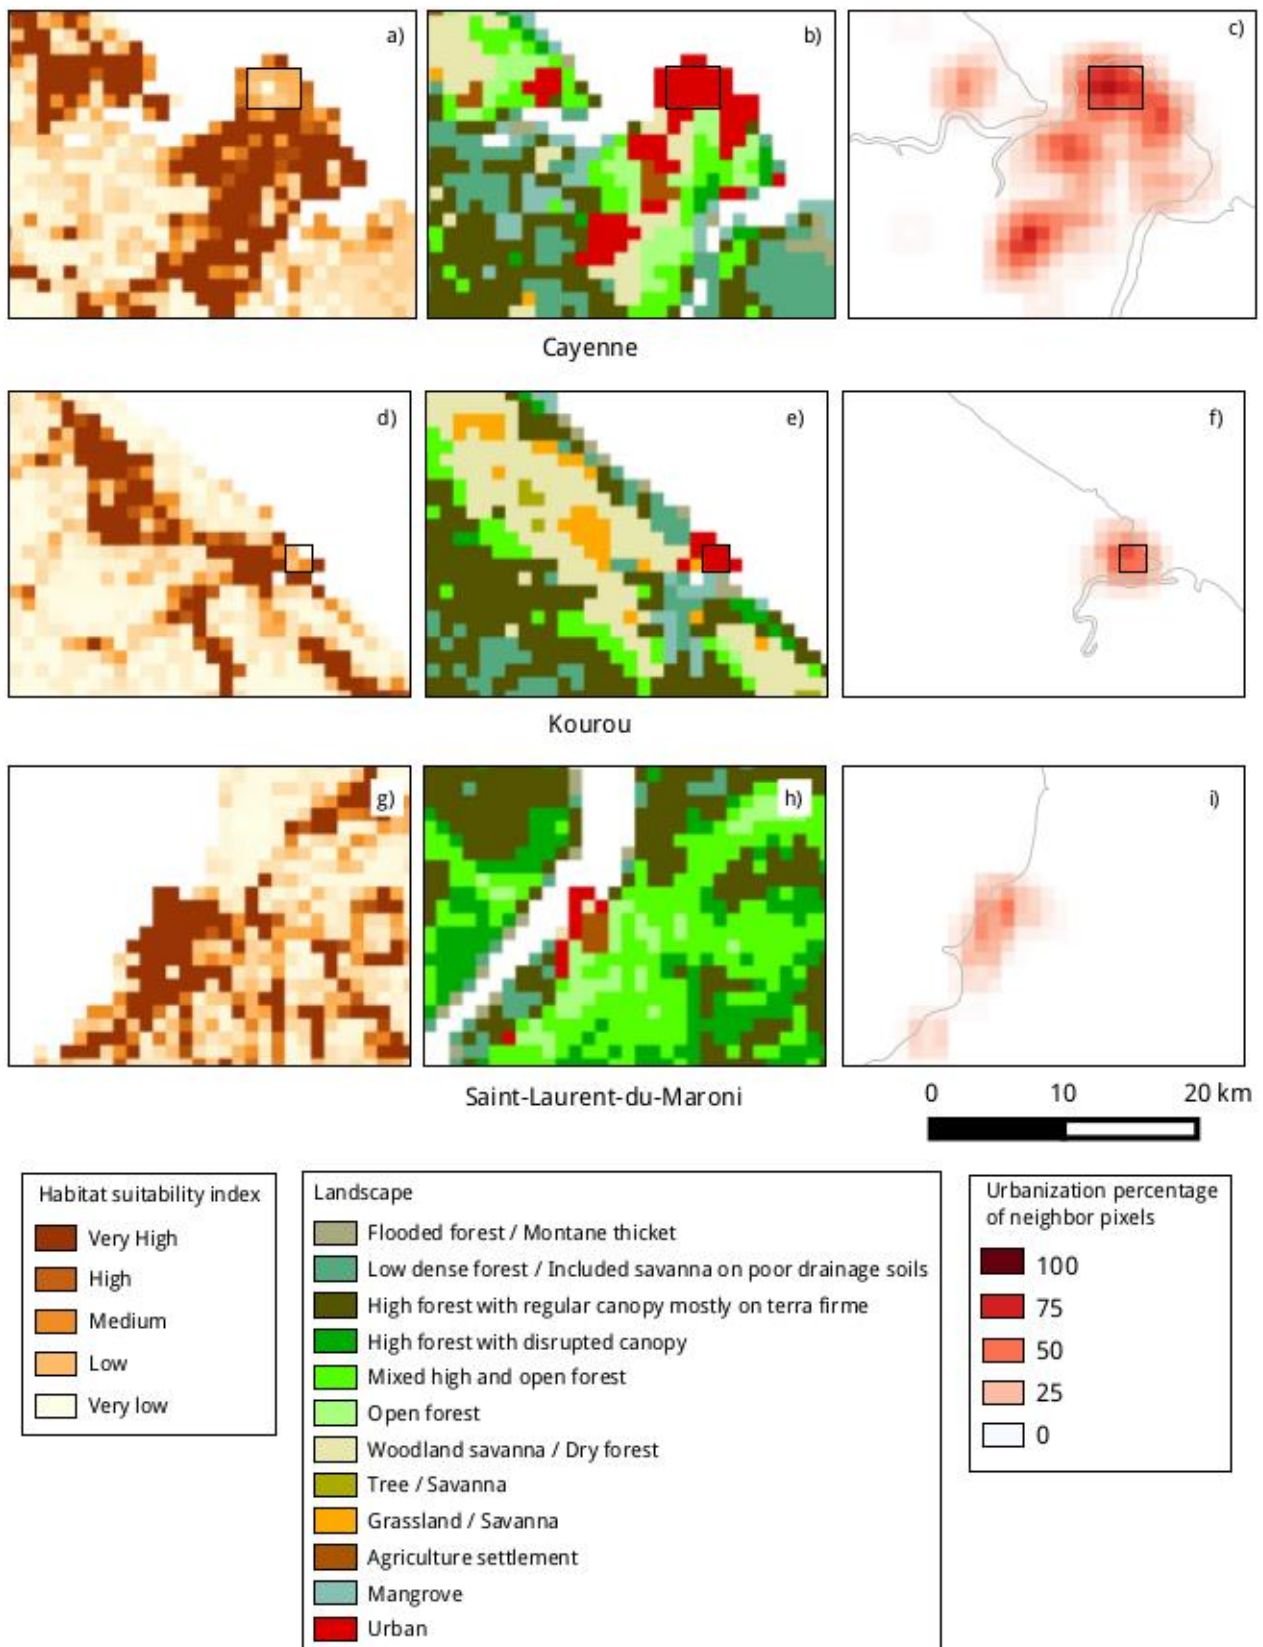 a)
b)
c)
Cayenne
d)
e)
f)
Kourou
g)
h)
i)
Saint-Laurent-du-Maroni
0 10 20 km
Habitat suitability index
Very High
High
Medium
Low
Very low
Landscape
Flooded forest / Montane thicket
Low dense forest / Included savanna on poor drainage soils
High forest with regular canopy mostly on terra firme
High forest with disrupted canopy
Mixed high and open forest
Open forest
Woodland savanna / Dry forest
Tree / Savanna
Grassland / Savanna
Agriculture settlement
Mangrove
Urban
Urbanization percentage
of neighbor pixels
100
75
50
25
0